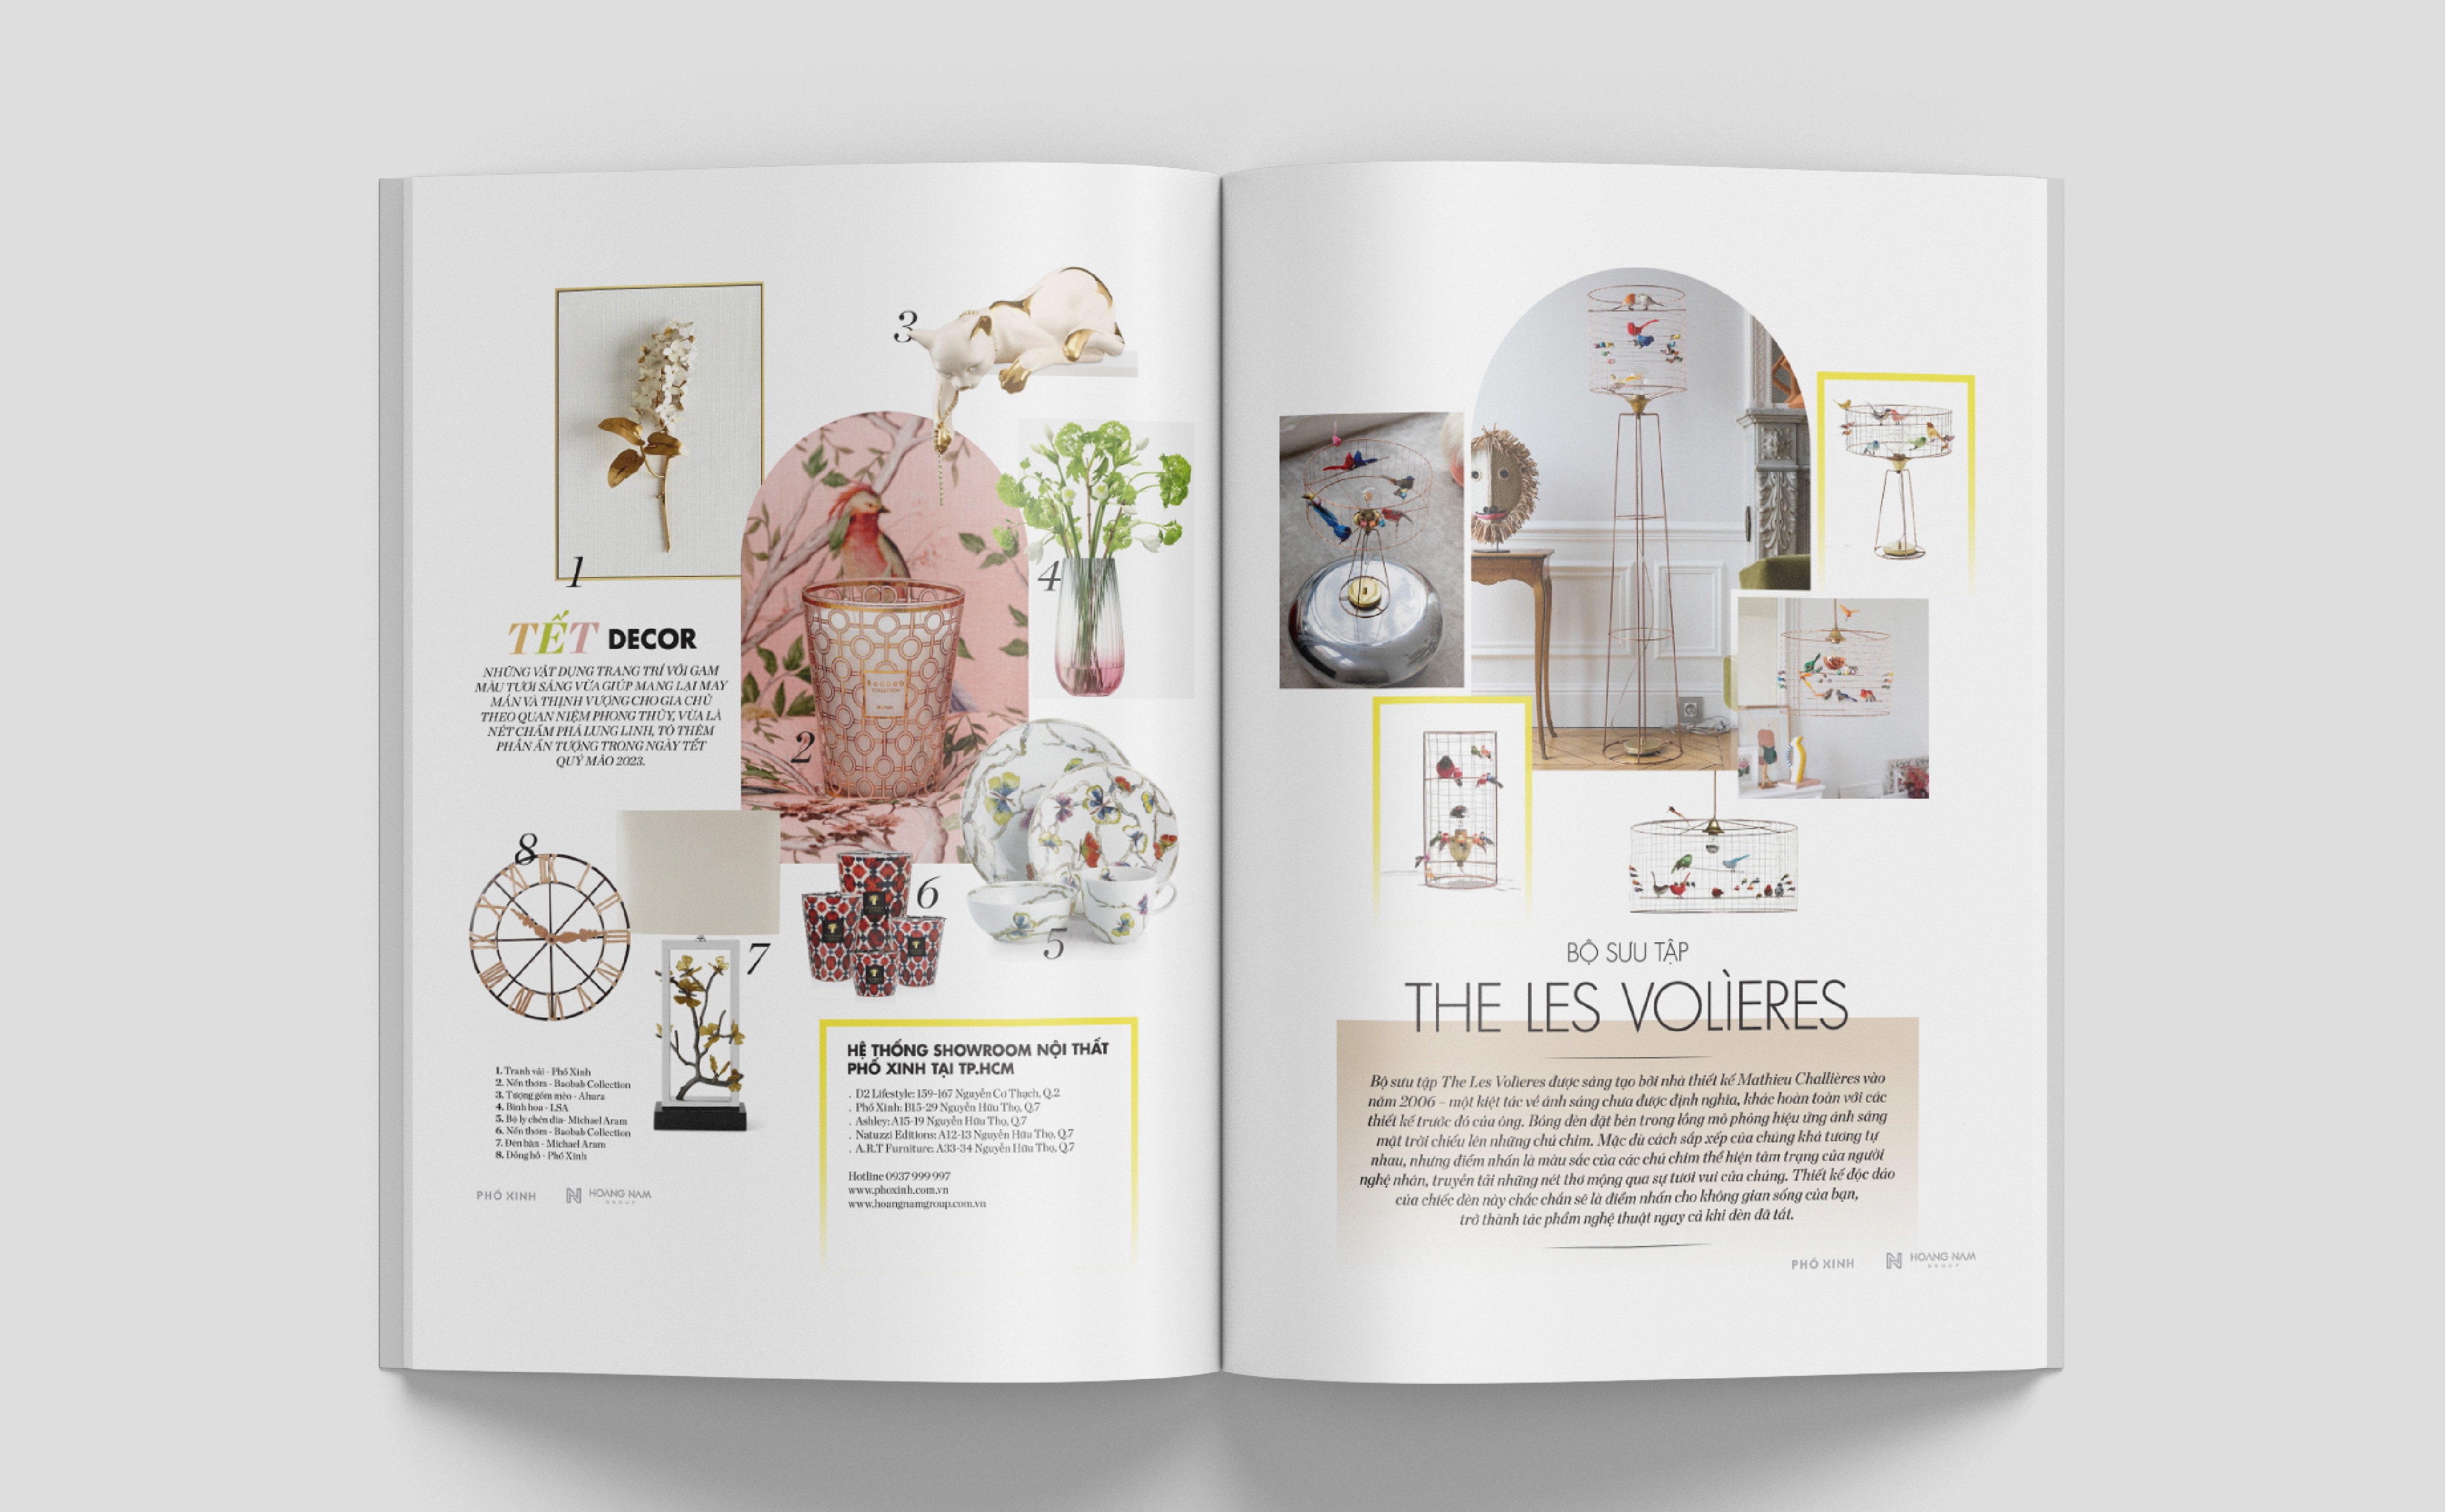 3
1
4
TẾT DECOR
NHỮNG VẬT DỤNG TRANG TRÍ VỚI GAM
MÀU TƯƠI SÁNG VỪA GIÚP MANG LẠI MAY
MẮN VÀ THỊNH VƯỢNG CHO GIA CHỦ
THEO QUAN NIỆM PHONG THỦY, VỪA LÀ
NÉT CHẤM PHÁ LUNG LINH, TÔ THÊM
PHẦN ẤN TƯỢNG TRONG NGÀY TẾT
QUÝ MÃO 2023.
baobab
COLLECTION
2
8
6
5
7
1. Tranh vải - Phố Xinh
2. Nến thơm - Baobab Collection
3. Tượng gốm mèo - Ahura
4. Bình hoa - LSA
5. Bộ ly chén dĩa- Michael Aram
6. Nến thơm - Baobab Collection
7. Đèn bàn - Michael Aram
8. Đồng hồ - Phố Xinh
PHỐ XINH
HOANG NAM
GROUP
HỆ THỐNG SHOWROOM NỘI THẤT
PHỐ XINH TẠI TP.HCM
. D2 Lifestyle: 159-167 Nguyễn Cơ Thạch, Q.2
. Phố Xinh: B15-29 Nguyễn Hữu Thọ, Q.7
. Ashley: A15-19 Nguyễn Hữu Thọ, Q.7
. Natuzzi Editions: A12-13 Nguyễn Hữu Thọ, Q.7
. A.R.T Furniture: A33-34 Nguyễn Hữu Thọ, Q.7
Hotline 0937 999 997
www.phoxinh.com.vn
www.hoangnamgroup.com.vn
BỘ SƯU TẬP
THE LES VOLÌERES
Bộ sưu tập The Les Volieres được sáng tạo bởi nhà thiết kế Mathieu Challières vào
năm 2006 – một kiệt tác về ánh sáng chưa được định nghĩa, khác hoàn toàn với các
thiết kế trước đó của ông. Bóng đèn đặt bên trong lồng mô phỏng hiệu ứng ánh sáng
mặt trời chiếu lên những chú chim. Mặc dù cách sắp xếp của chúng khá tương tự
nhau, nhưng điểm nhấn là màu sắc của các chú chim thể hiện tâm trạng của người
nghệ nhân, truyền tải những nét thơ mộng qua sự tươi vui của chúng. Thiết kế độc đáo
của chiếc đèn này chắc chắn sẽ là điểm nhấn cho không gian sống của bạn,
trở thành tác phẩm nghệ thuật ngay cả khi đèn đã tắt.
PHỐ XINH
HOANG NAM
GROUP